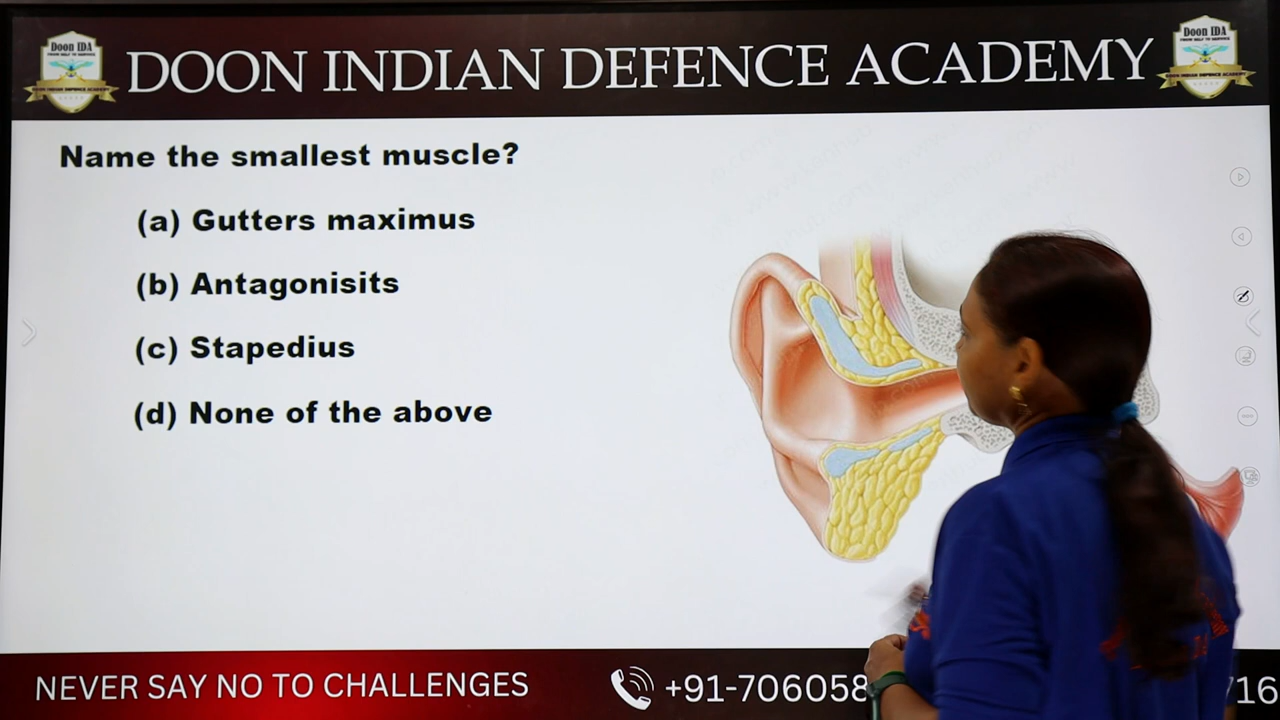 Doon IDA
DOON INDIAN DEFENCE ACADEMY
Doon IDA
Name the smallest muscle?
(a) Gutters maximus
(b) Antagonisits
(c) Stapedius
(d) None of the above
NEVER SAY NO TO CHALLENGES
+91-706058
716